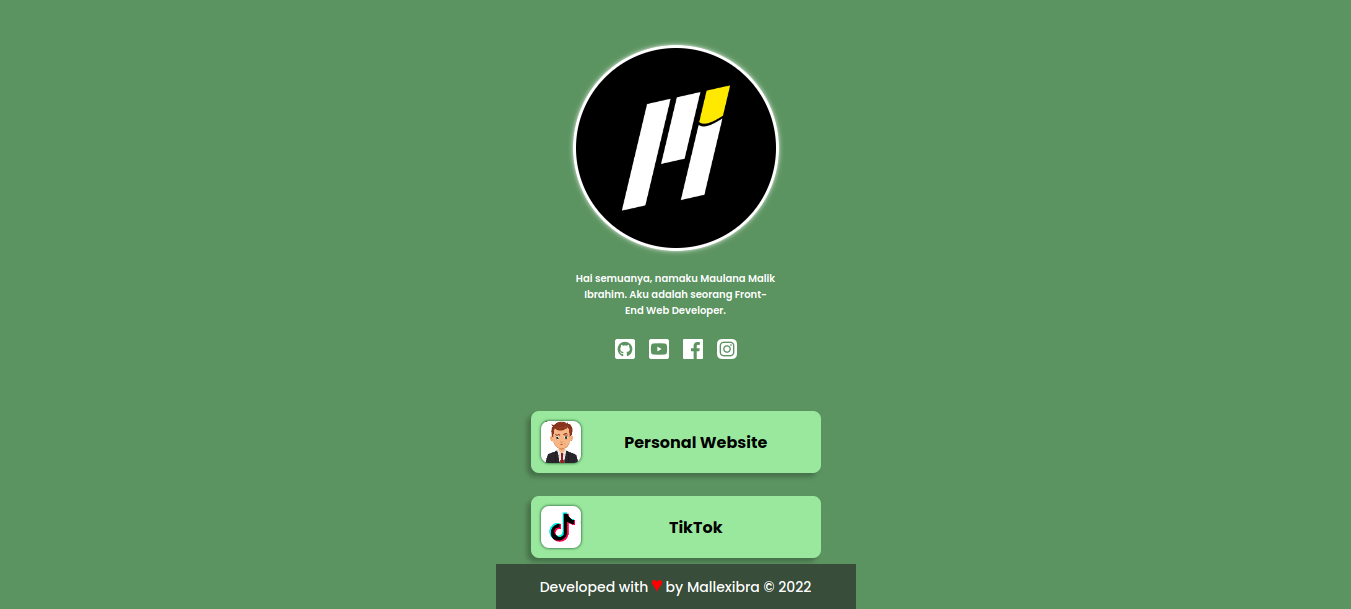 Hai semuanya, namaku Maulana Malik
Ibrahim. Aku adalah seorang Front-
End Web Developer.
Personal Website
TikTok
Developed with ♥ by Mallexibra © 2022